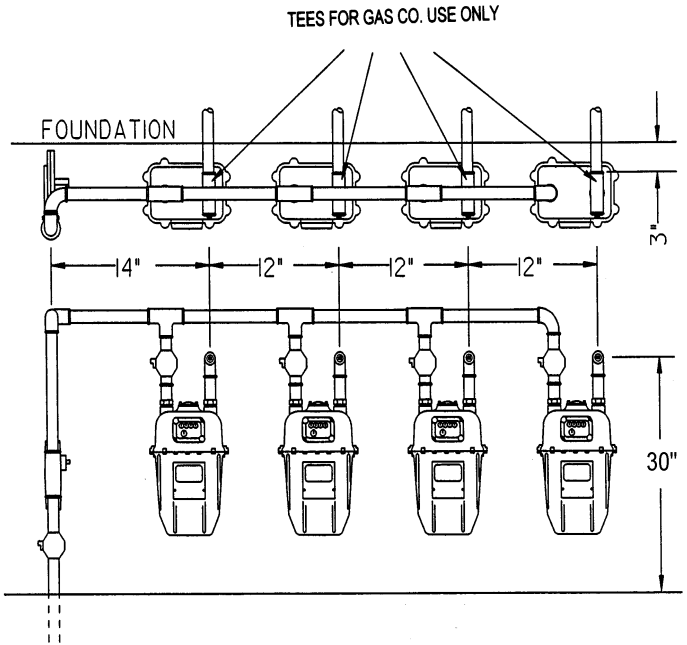 TEES FOR GAS CO. USE ONLY
FOUNDATION
3"
14" 12" 12" 12"
30"